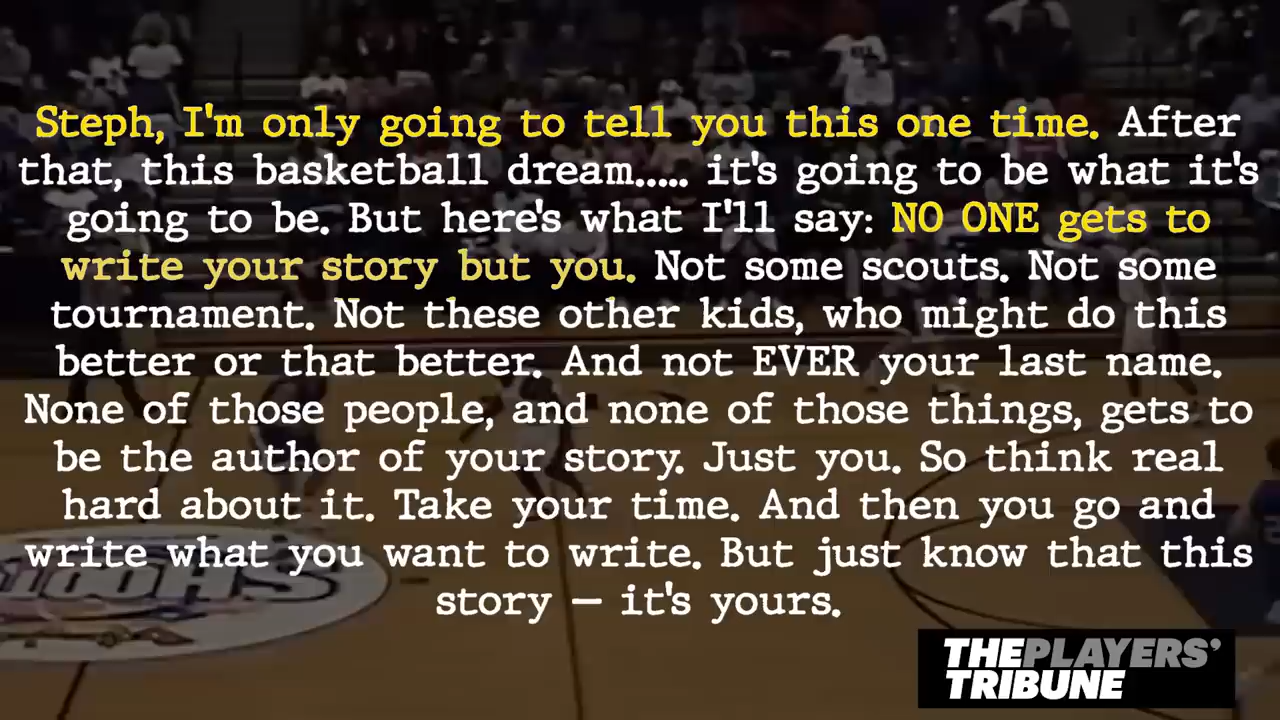 Steph, I'm only going to tell you this one time. After
that, this basketball dream..... it's going to be what it's
going to be. But here's what I'll say: NO ONE gets to
write your story but you. Not some scouts. Not some
tournament. Not these other kids, who might do this
better or that better. And not EVER your last name.
None of those people, and none of those things, gets to
be the author of your story. Just you. So think real
hard about it. Take your time. And then you go and
write what you want to write. But just know that this
story — it's yours.
THEPLAYERS'
TRIBUNE